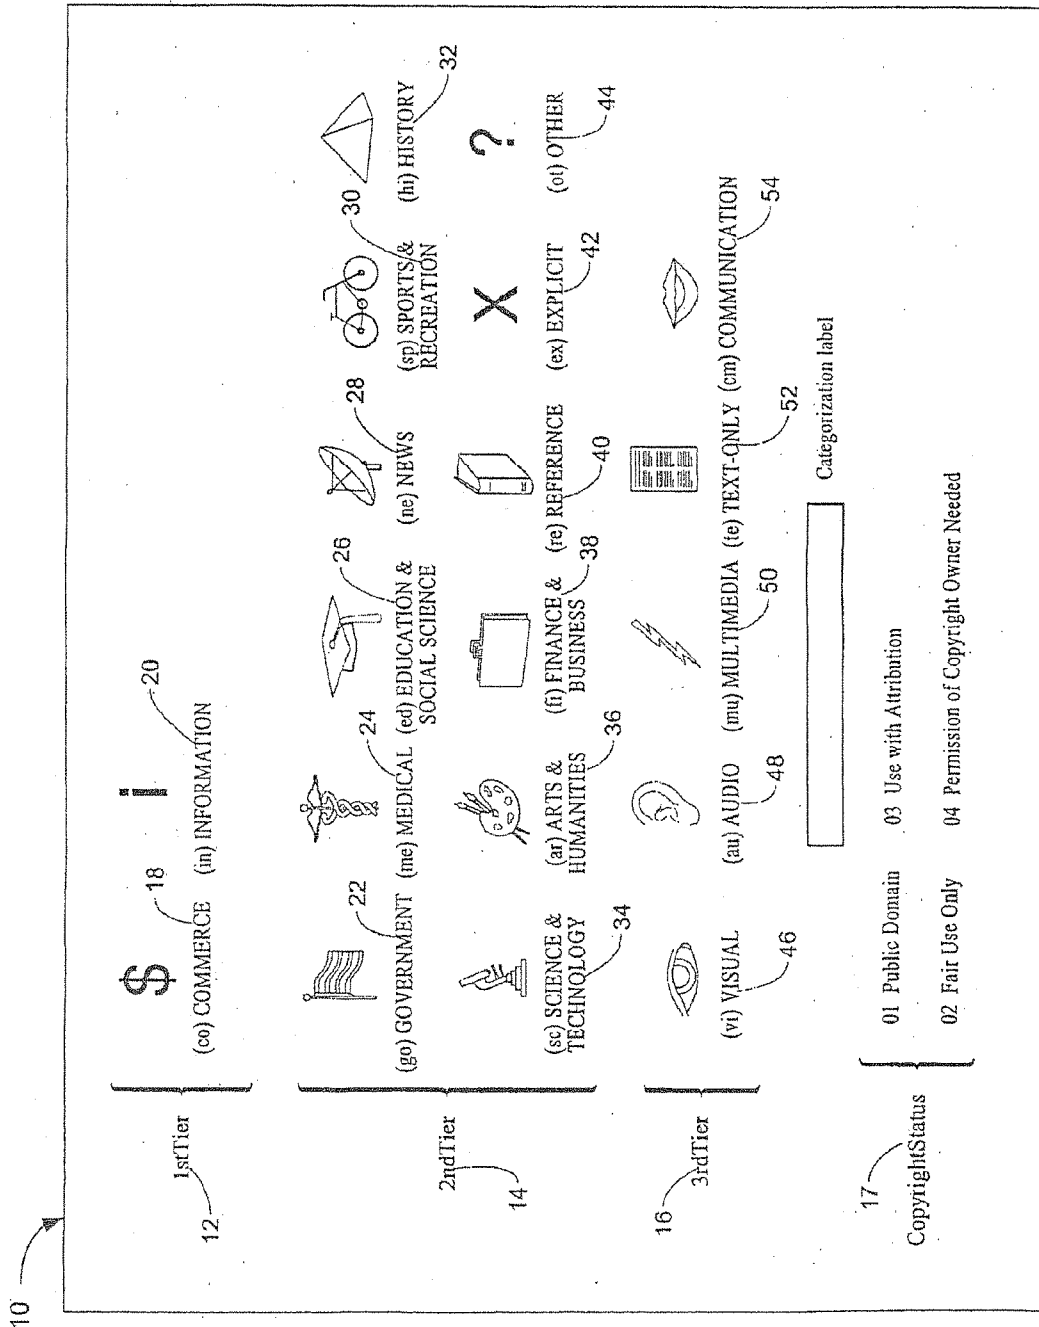 10
1stTier
12
$
(co) COMMERCE
18
i
(in) INFORMATION
20
2ndTier
14
(go) GOVERNMENT
22
(me) MEDICAL
24
(ed) EDUCATION &
SOCIAL SCIENCE
26
(ne) NEWS
28
(sp) SPORTS &
RECREATION
30
(hi) HISTORY
32
(sc) SCIENCE &
TECHNOLOGY
34
(ar) ARTS &
HUMANITIES
36
(fi) FINANCE &
BUSINESS
38
(re) REFERENCE
40
X
(ex) EXPLICIT
42
?
(ot) OTHER
44
16
3rdTier
(vi) VISUAL
46
(au) AUDIO
48
(mu) MULTIMEDIA
50
(te) TEXT-ONLY
52
(cm) COMMUNICATION
54
Categorization label
17
CopyrightStatus
01 Public Domain
03 Use with Attribution
02 Fair Use Only
04 Permission of Copyright Owner Needed